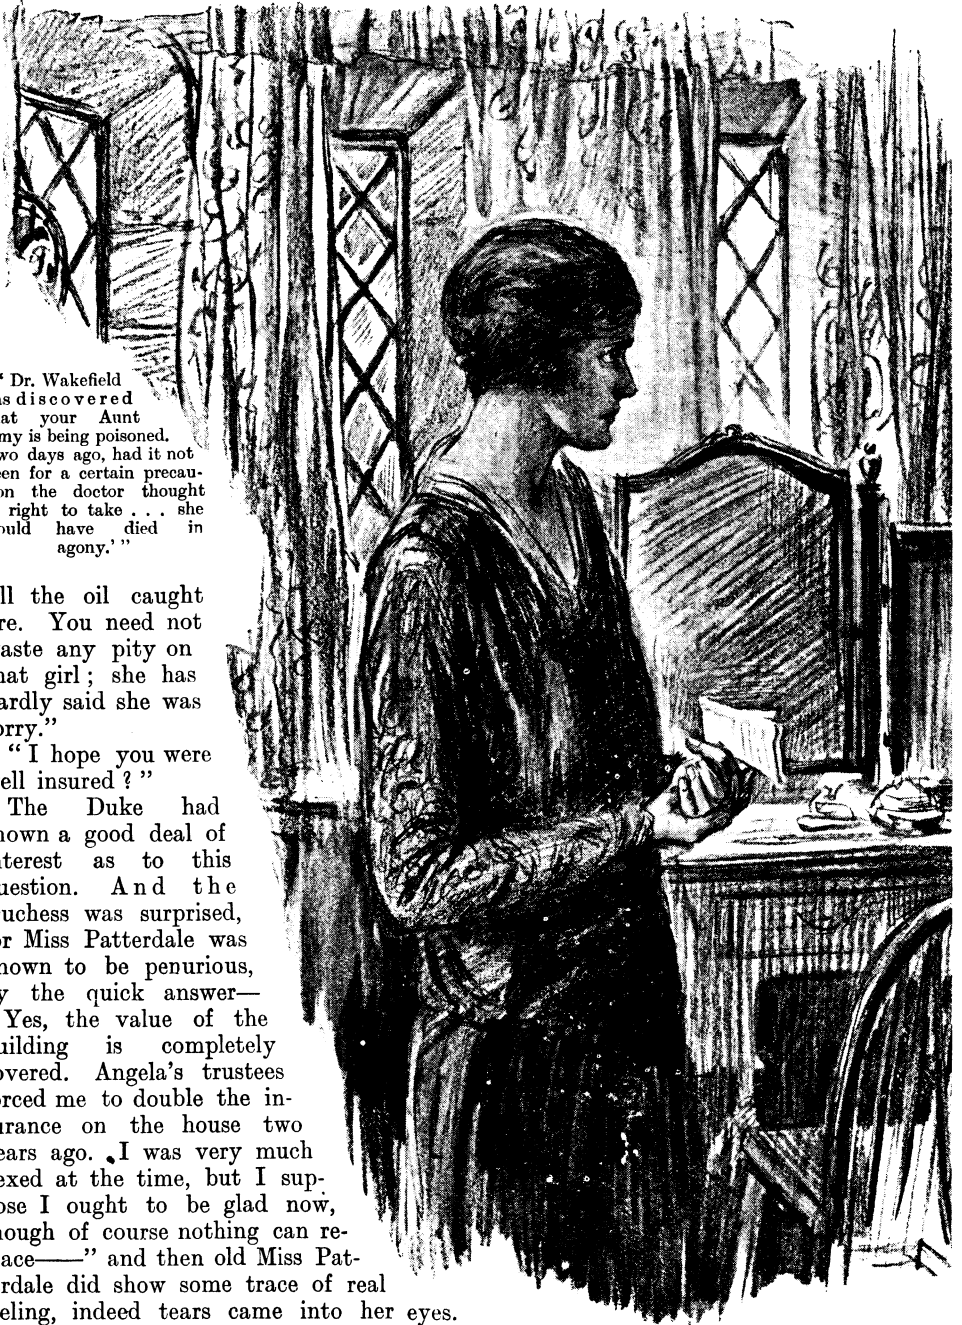 ‘ Dr. Wakefield
as discovered
at your Aunt
my is being poisoned.
wo days ago, had it not
een for a certain precau-
on the doctor thought
right to take . . . she
ould have died in
agony.’ ”
ll the oil caught
re. You need not
aste any pity on
hat girl ; she has
ardly said she was
orry.”
“ I hope you were
ell insured ? ”
The Duke had
hown a good deal of
nterest as to this
uestion. And the
uchess was surprised,
or Miss Patterdale was
nown to be penurious,
y the quick answer—
Yes, the value of the
uilding is completely
overed. Angela’s trustees
orced me to double the in-
urance on the house two
ears ago. I was very much
exed at the time, but I sup-
ose I ought to be glad now,
hough of course nothing can re-
ace——” and then old Miss Pat-
erdale did show some trace of real
eling, indeed tears came into her eyes.